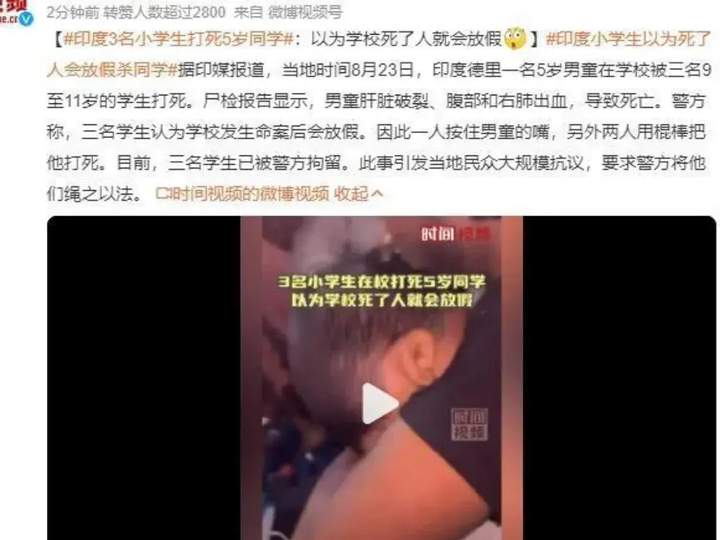 2分钟前 转赞人数超过2800 来自 微博视频号
【#印度3名小学生打死5岁同学#：以为学校死了人就会放假】#印度小学生以为死了
人会放假杀同学#据印媒报道，当地时间8月23日，印度德里一名5岁男童在学校被三名9
至11岁的学生打死。尸检报告显示，男童肝脏破裂、腹部和右肺出血，导致死亡。警方
称，三名学生认为学校发生命案后会放假。因此一人按住男童的嘴，另外两人用棍棒把
他打死。目前，三名学生已被警方拘留。此事引发当地民众大规模抗议，要求警方将他
们绳之以法。 时间视频的微博视频 收起
时间 视频
3名小学生在校打死5岁同学
以为学校死了人就会放假
时间
视频